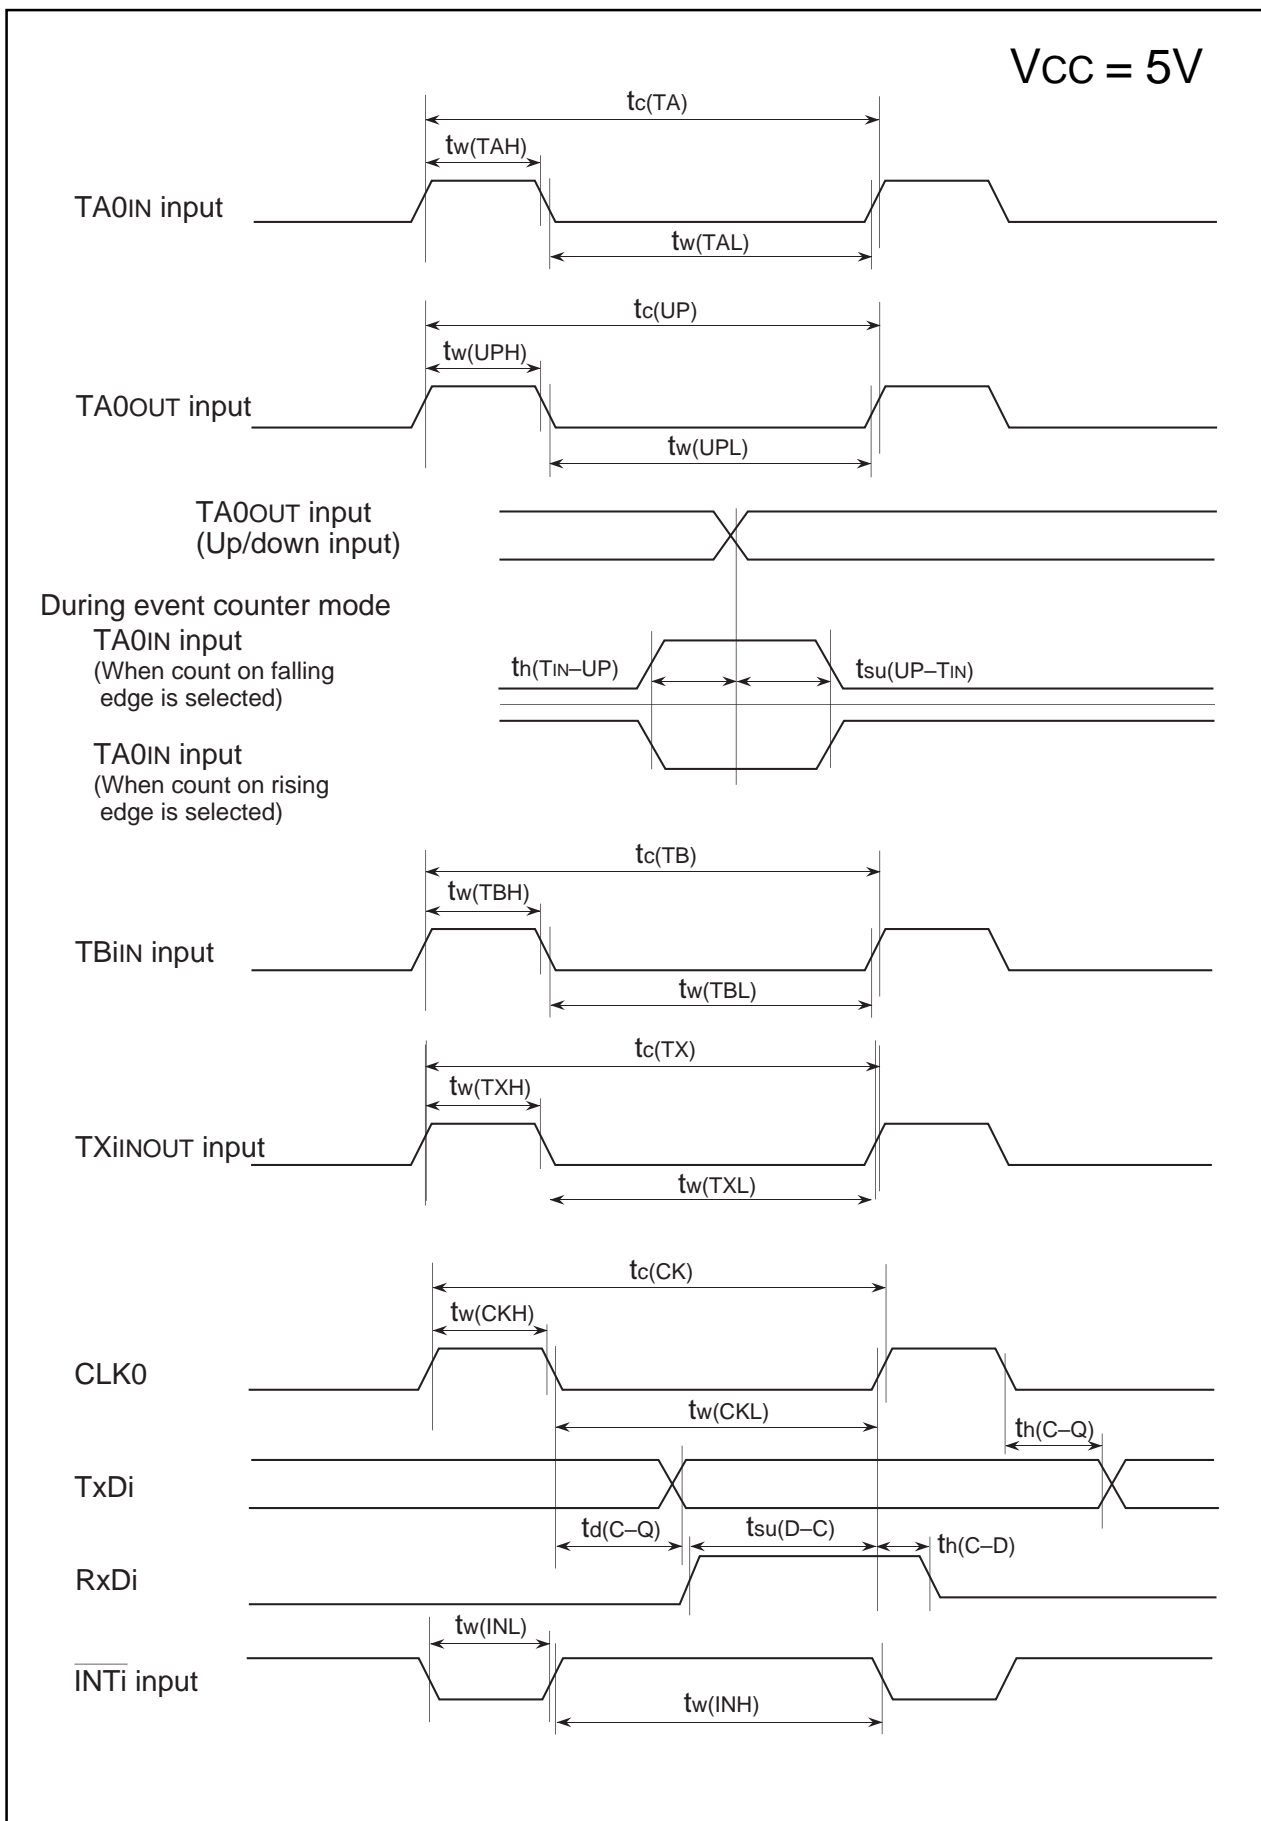 VCC = 5V
tc(TA)
tw(TAH)
TA0IN input
tw(TAL)
tc(UP)
tw(UPH)
TA0OUT input
tw(UPL)
TA0OUT input
(Up/down input)
During event counter mode
TA0IN input
(When count on falling
edge is selected)
th(TIN–UP)
tsu(UP–TIN)
TA0IN input
(When count on rising
edge is selected)
tc(TB)
tw(TBH)
TBiIN input
tw(TBL)
tc(TX)
tw(TXH)
TXiINOUT input
tw(TXL)
tc(CK)
tw(CKH)
CLK0
tw(CKL)
th(C–Q)
TxDi
td(C–Q)
tsu(D–C)
th(C–D)
RxDi
tw(INL)
INTi input
tw(INH)